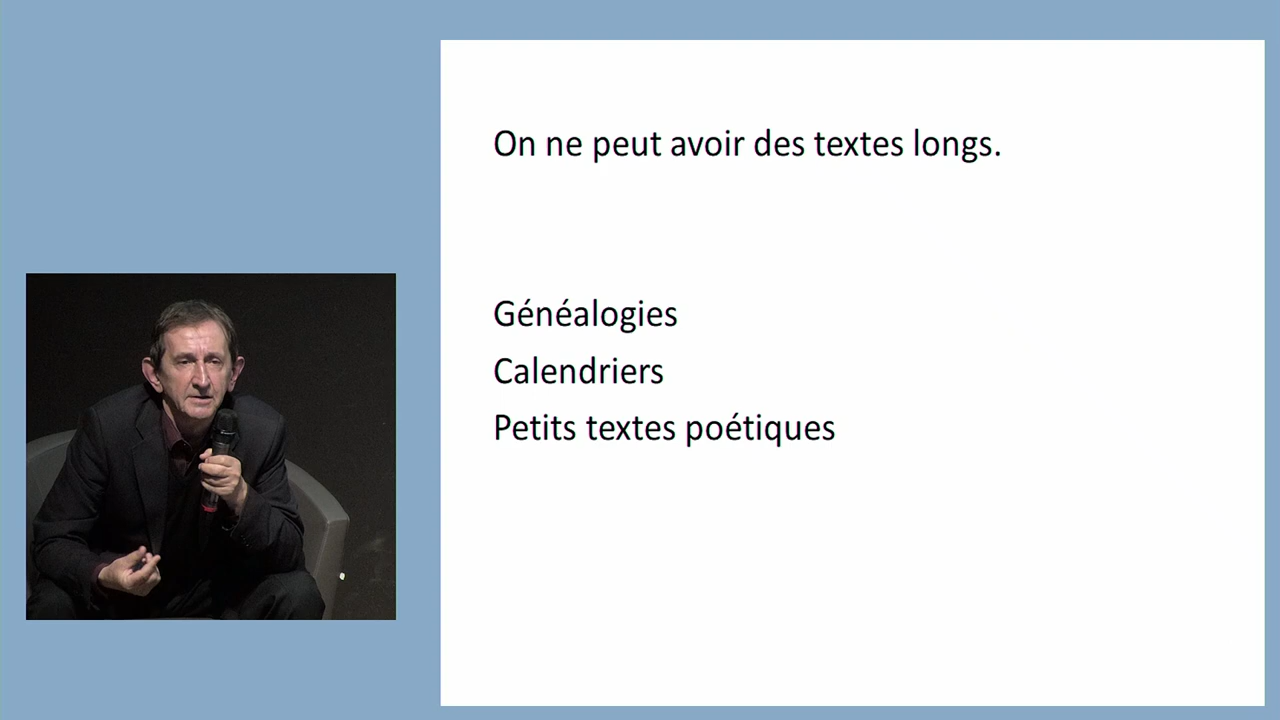 On ne peut avoir des textes longs.
Généalogies
Calendriers
Petits textes poétiques